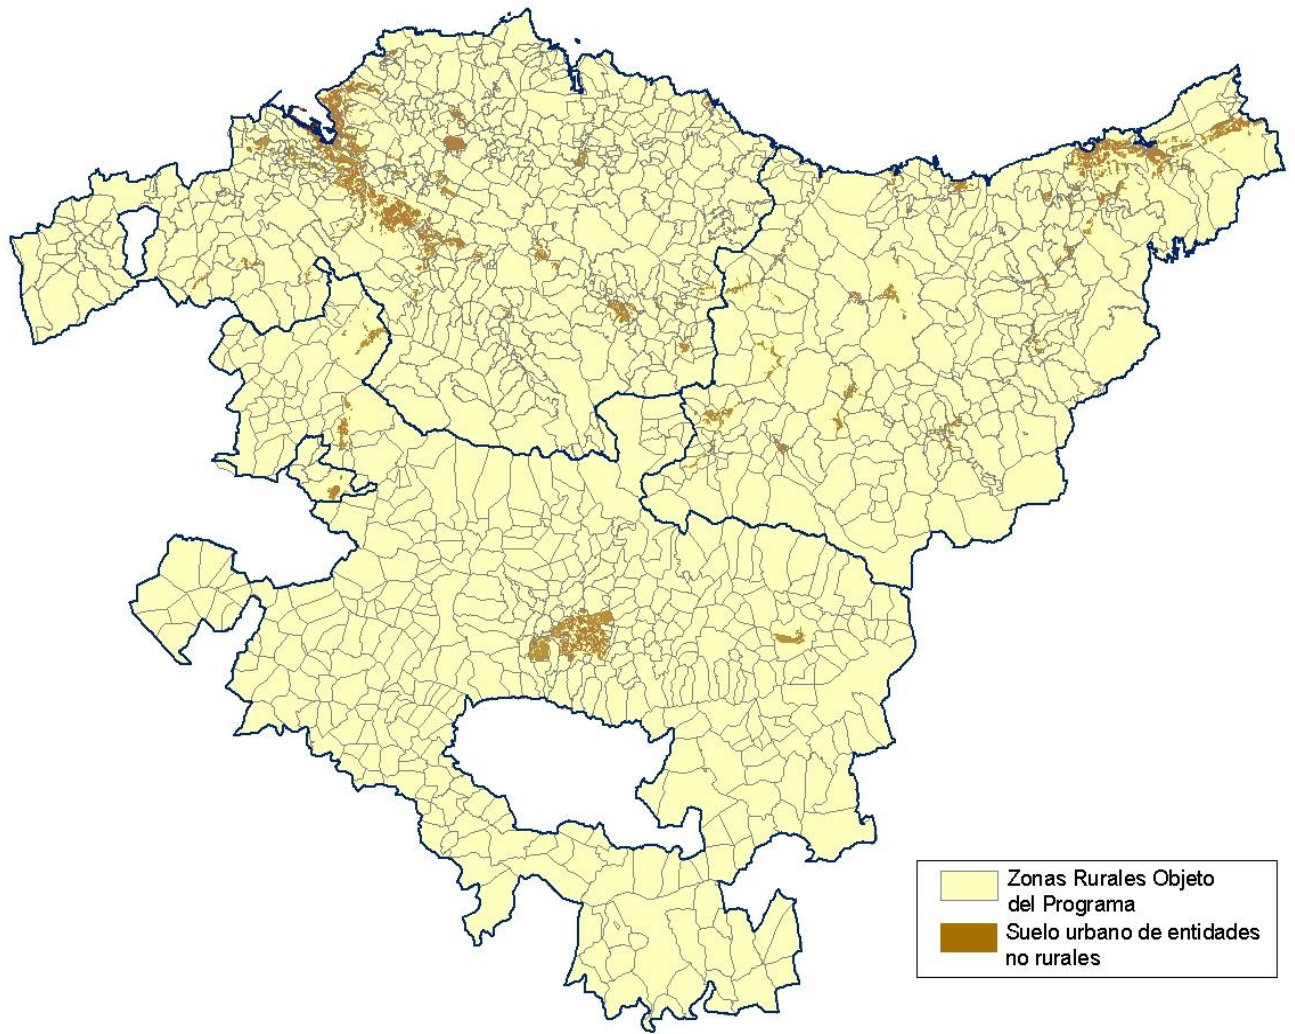 Zonas Rurales Objeto
del Programa
Suelo urbano de entidades
no rurales